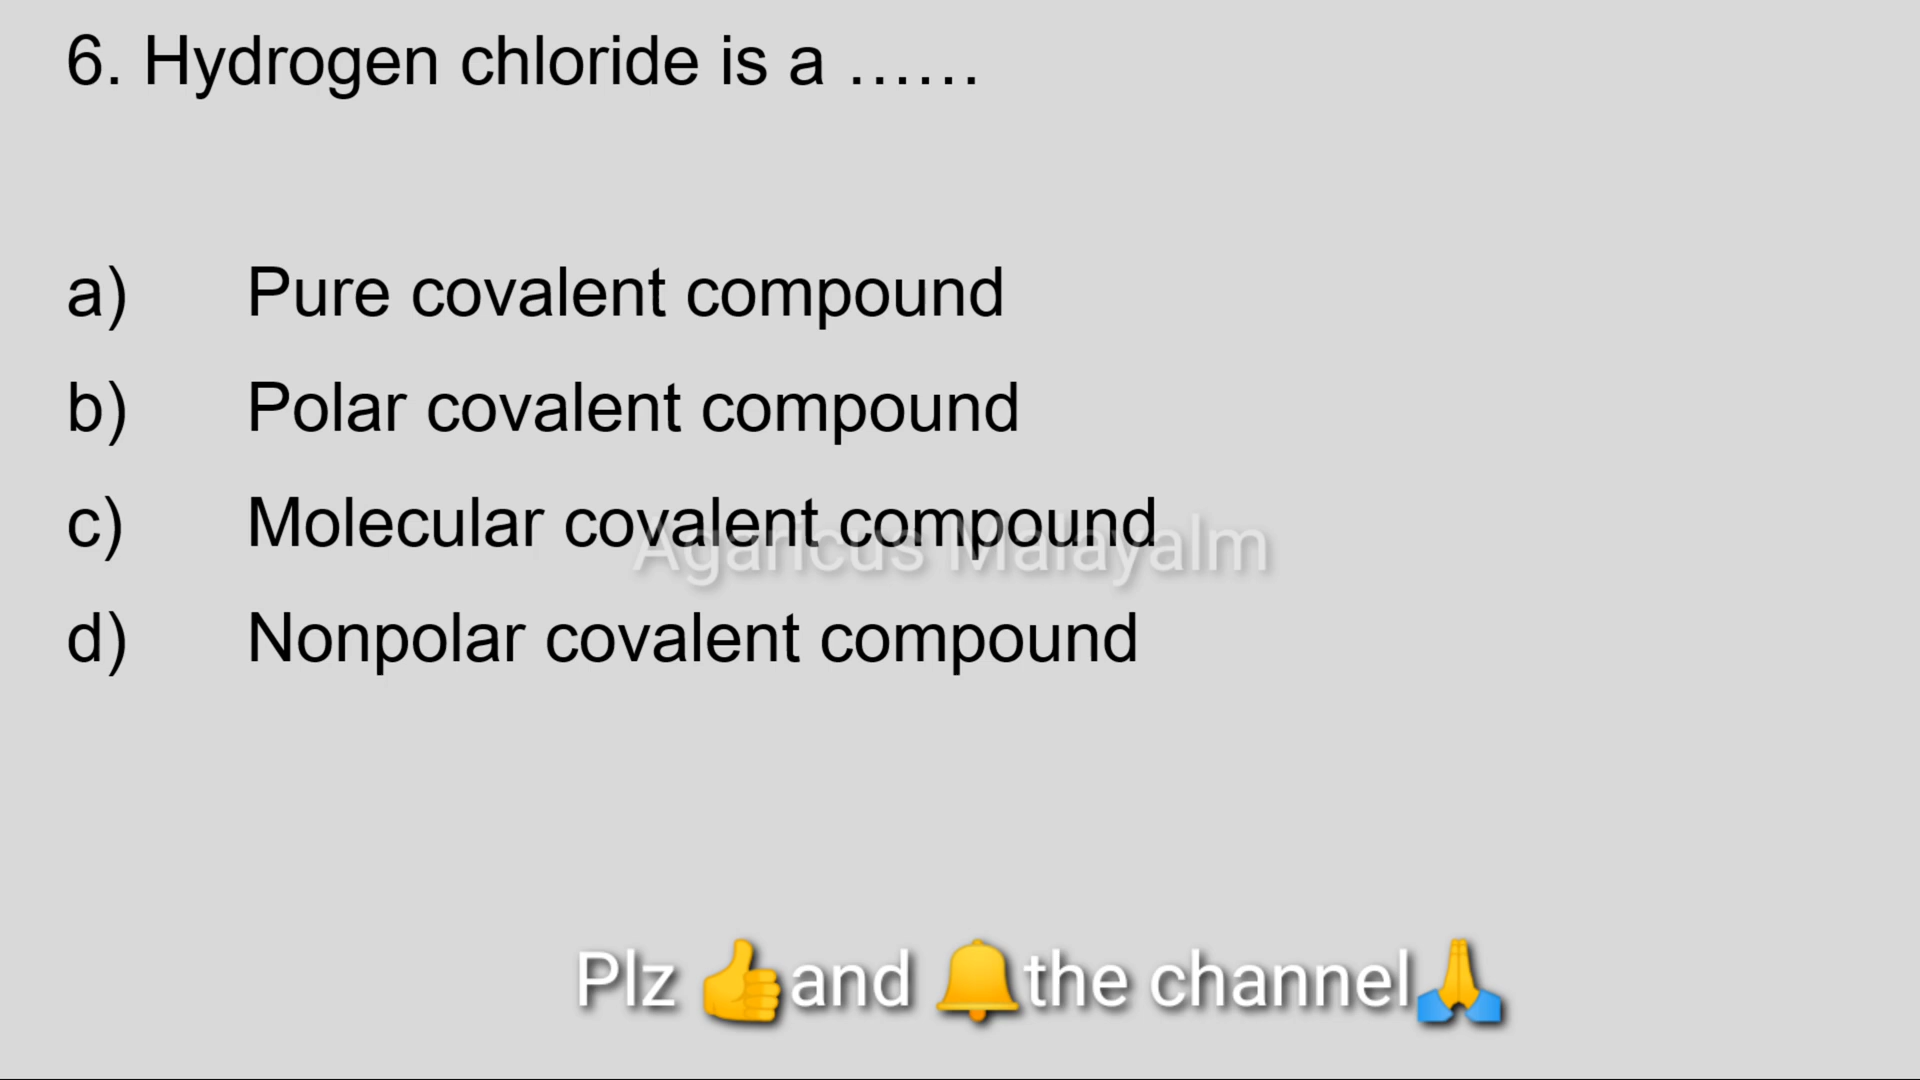 6. Hydrogen chloride is a ......
a) Pure covalent compound
b) Polar covalent compound
c) Molecular covalent compound
Agaricus Malayalm
d) Nonpolar covalent compound
Plz 👍and 🔔the channel🙏